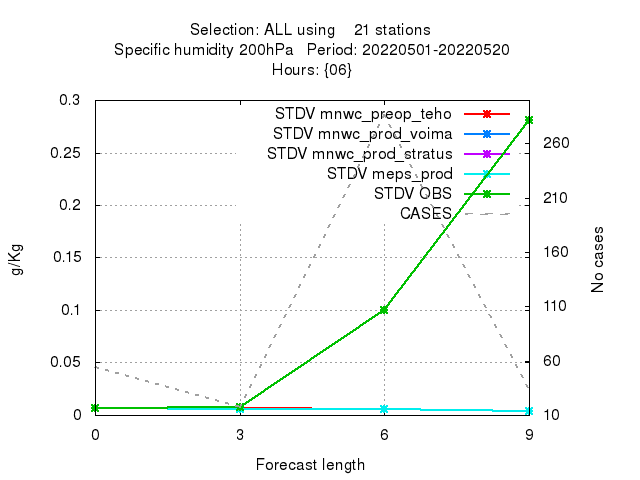 Selection: ALL using 21 stations
Specific humidity 200hPa Period: 20220501-20220520
Hours: {06}
STDV mnwc_preop_teho
STDV mnwc_prod_voima
STDV mnwc_prod_stratus
STDV meps_prod
STDV OBS
CASES
g/Kg
0.3
0.25
0.2
0.15
0.1
0.05
0
No cases
260
210
160
110
60
10
0 3 6 9
Forecast length